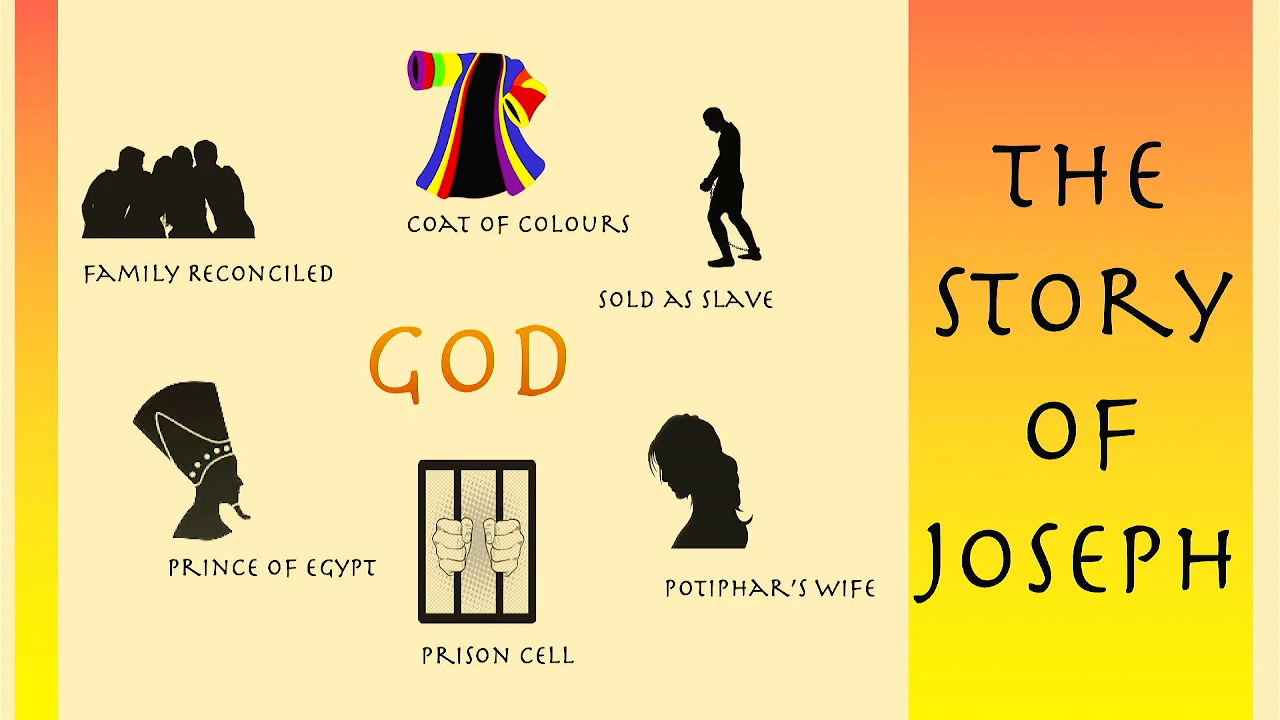 COAT OF COLOURS
FAMILY RECONCILED
SOLD AS SLAVE
GOD
PRINCE OF EGYPT
POTIPHAR'S WIFE
PRISON CELL
THE
STORY
OF
JOSEPH